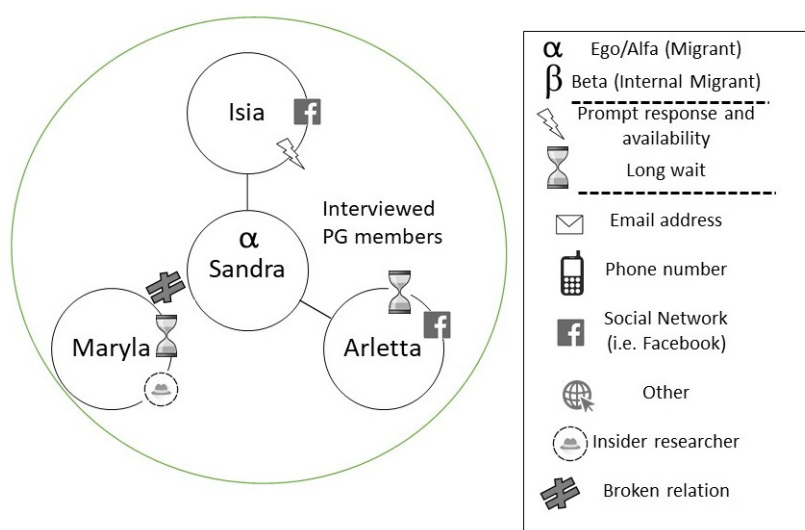 Isia
Interviewed
PG members
α
Sandra
Maryla
Arletta
α Ego/Alfa (Migrant)
β Beta (Internal Migrant)
Prompt response and
availability
Long wait
Email address
Phone number
Social Network
(i.e. Facebook)
Other
Insider researcher
Broken relation